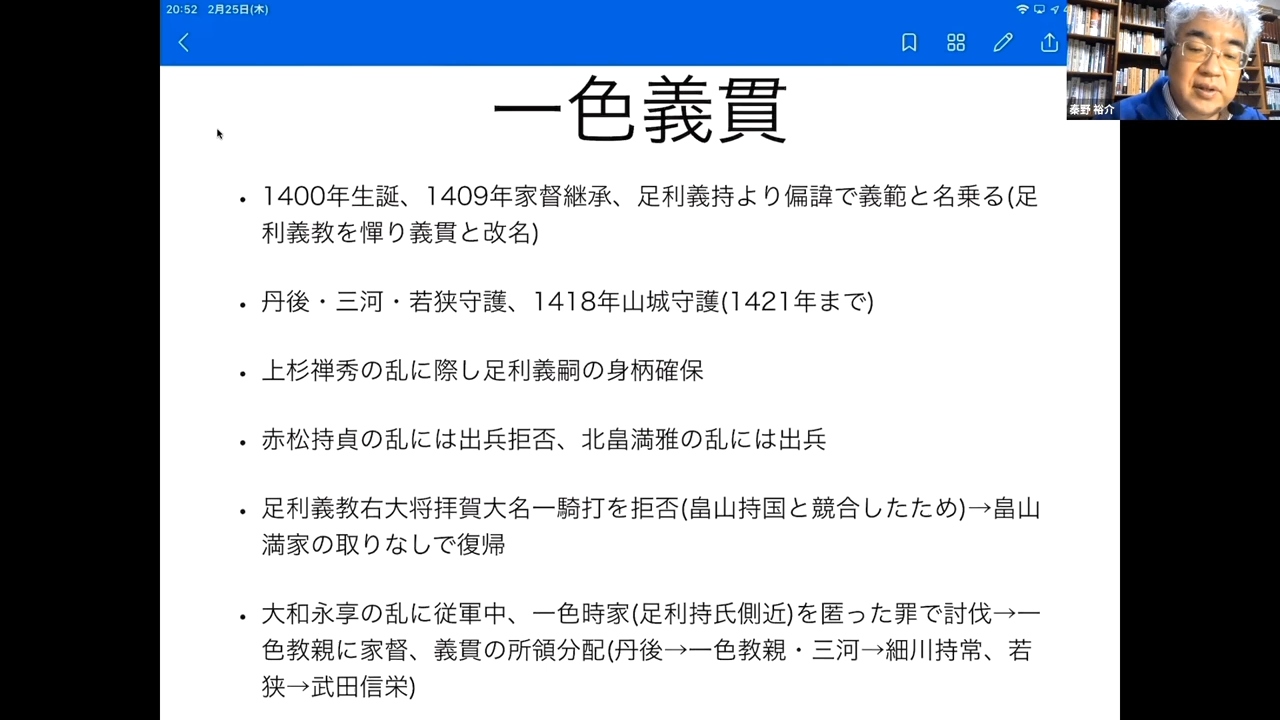 20:52 2月25日(木)
秦野 裕介
一色義貫
• 1400年生誕、1409年家督継承、足利義持より偏諱で義範と名乗る(足
利義教を憚り義貫と改名)
• 丹後・三河・若狭守護、1418年山城守護(1421年まで)
• 上杉禅秀の乱に際し足利義嗣の身柄確保
• 赤松持貞の乱には出兵拒否、北畠満雅の乱には出兵
• 足利義教右大将拝賀大名一騎打を拒否(畠山持国と競合したため)→畠山
満家の取りなしで復帰
• 大和永享の乱に従軍中、一色時家(足利持氏側近)を匿った罪で討伐→一
色教親に家督、義貫の所領分配(丹後→一色教親・三河→細川持常、若
狭→武田信栄)